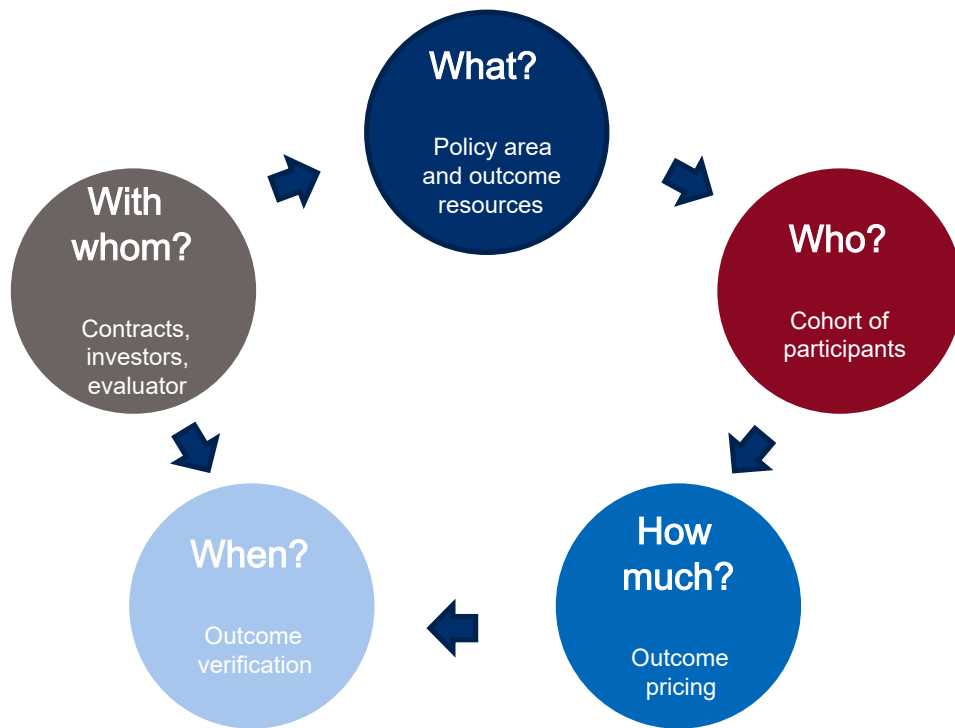 What?
Policy area
and outcome
resources
Who?
Cohort of
participants
How
much?
Outcome
pricing
When?
Outcome
verification
With
whom?
Contracts,
investors,
evaluator